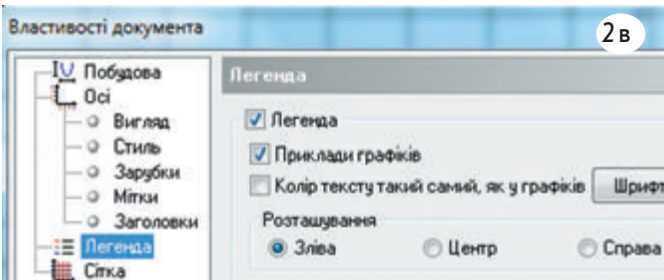 Властивості документа
2 в
Побудова
Осі
Вигляд
Стиль
Зарубки
Мітки
Заголовки
Легенда
Сітка
Легенда
Легенда
Приклади графіків
Колір тексту такий самий, як у графіків Шрифт
Розташування
Зліва Центр Справа